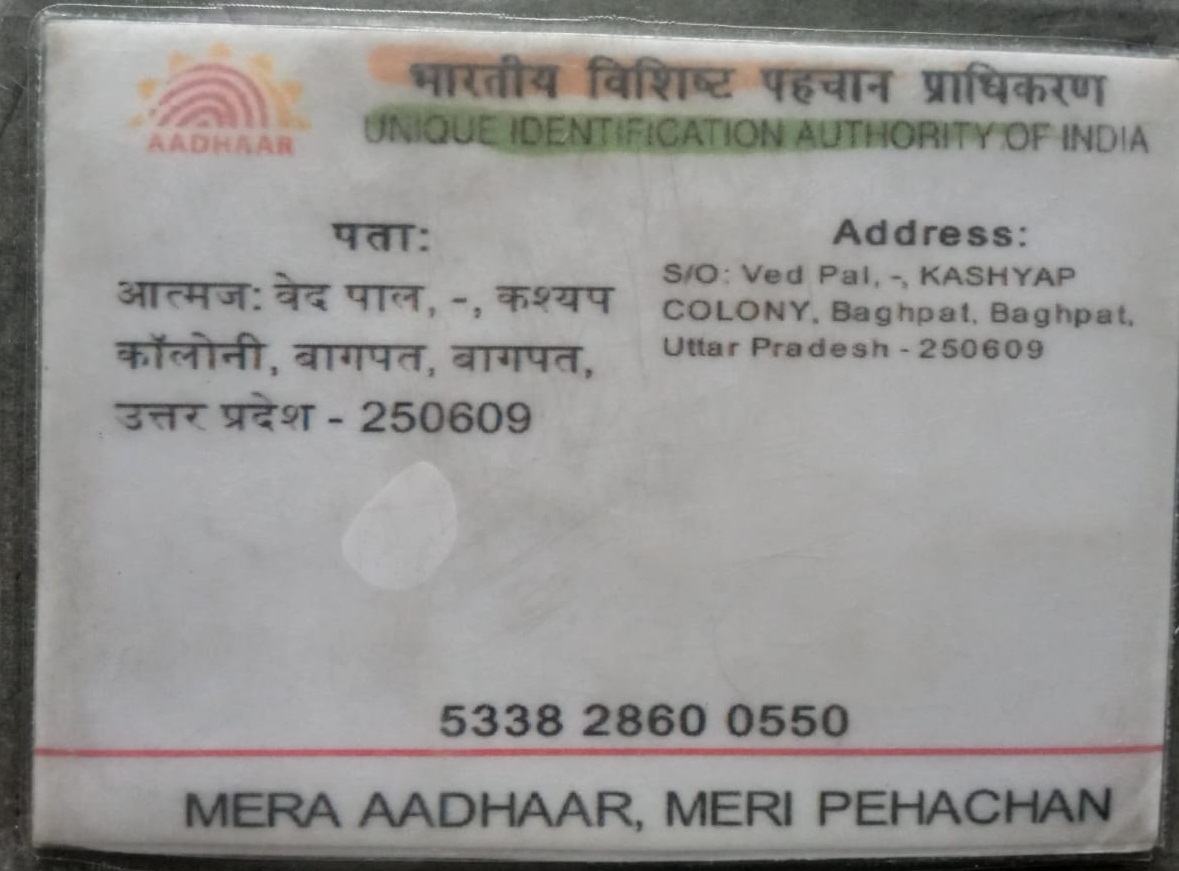 भारतीय विशिष्ट पहचान प्राधिकरण
UNIQUE IDENTIFICATION AUTHORITY OF INDIA
AADHAAR
पता:
आत्मज: वेद पाल, -, कश्यप
कॉलोनी, बागपत, बागपत,
उत्तर प्रदेश - 250609
Address:
S/O: Ved Pal, -, KASHYAP
COLONY, Baghpat, Baghpat,
Uttar Pradesh - 250609
5338 2860 0550
MERA AADHAAR, MERI PEHACHAN